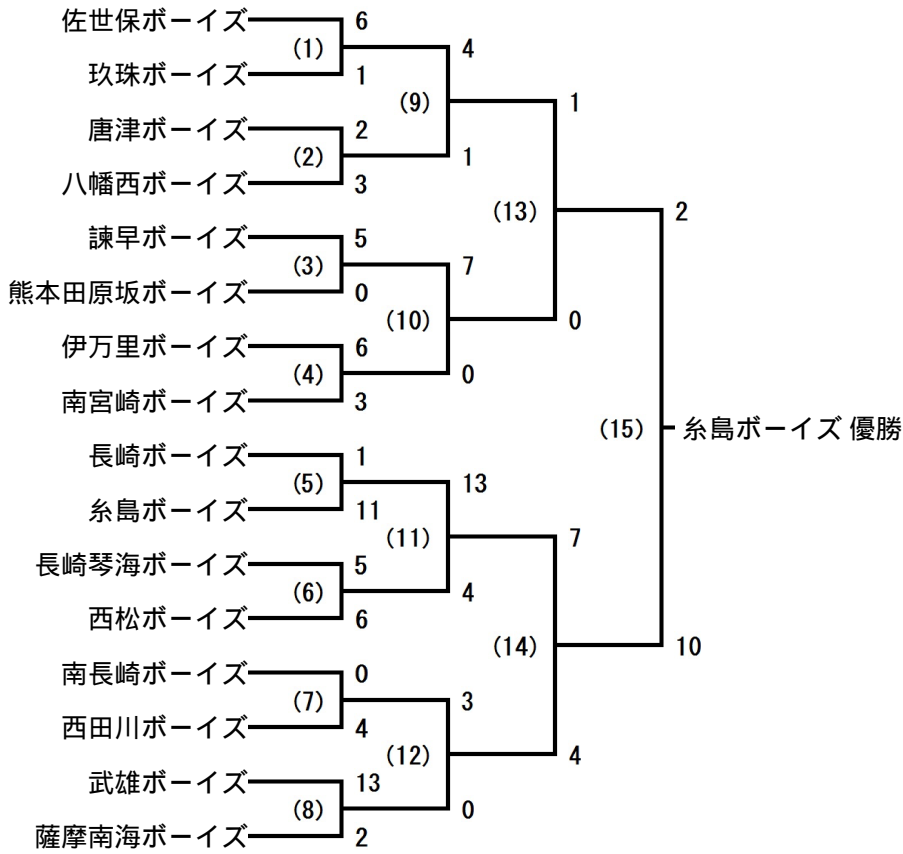 佐世保ボーイズ 6
(1) 4
玖珠ボーイズ 1
(9) 1
唐津ボーイズ 2
(2) 1
八幡西ボーイズ 3
(13) 2
諫早ボーイズ 5
(3) 7
熊本田原坂ボーイズ 0
(10) 0
伊万里ボーイズ 6
(4) 0
南宮崎ボーイズ 3
(15) 糸島ボーイズ 優勝
長崎ボーイズ 1
(5) 13
糸島ボーイズ 11
(11) 7
長崎琴海ボーイズ 5
(6) 4
西松ボーイズ 6
(14) 10
南長崎ボーイズ 0
(7) 3
西田川ボーイズ 4
(12) 4
武雄ボーイズ 13
(8) 0
薩摩南海ボーイズ 2